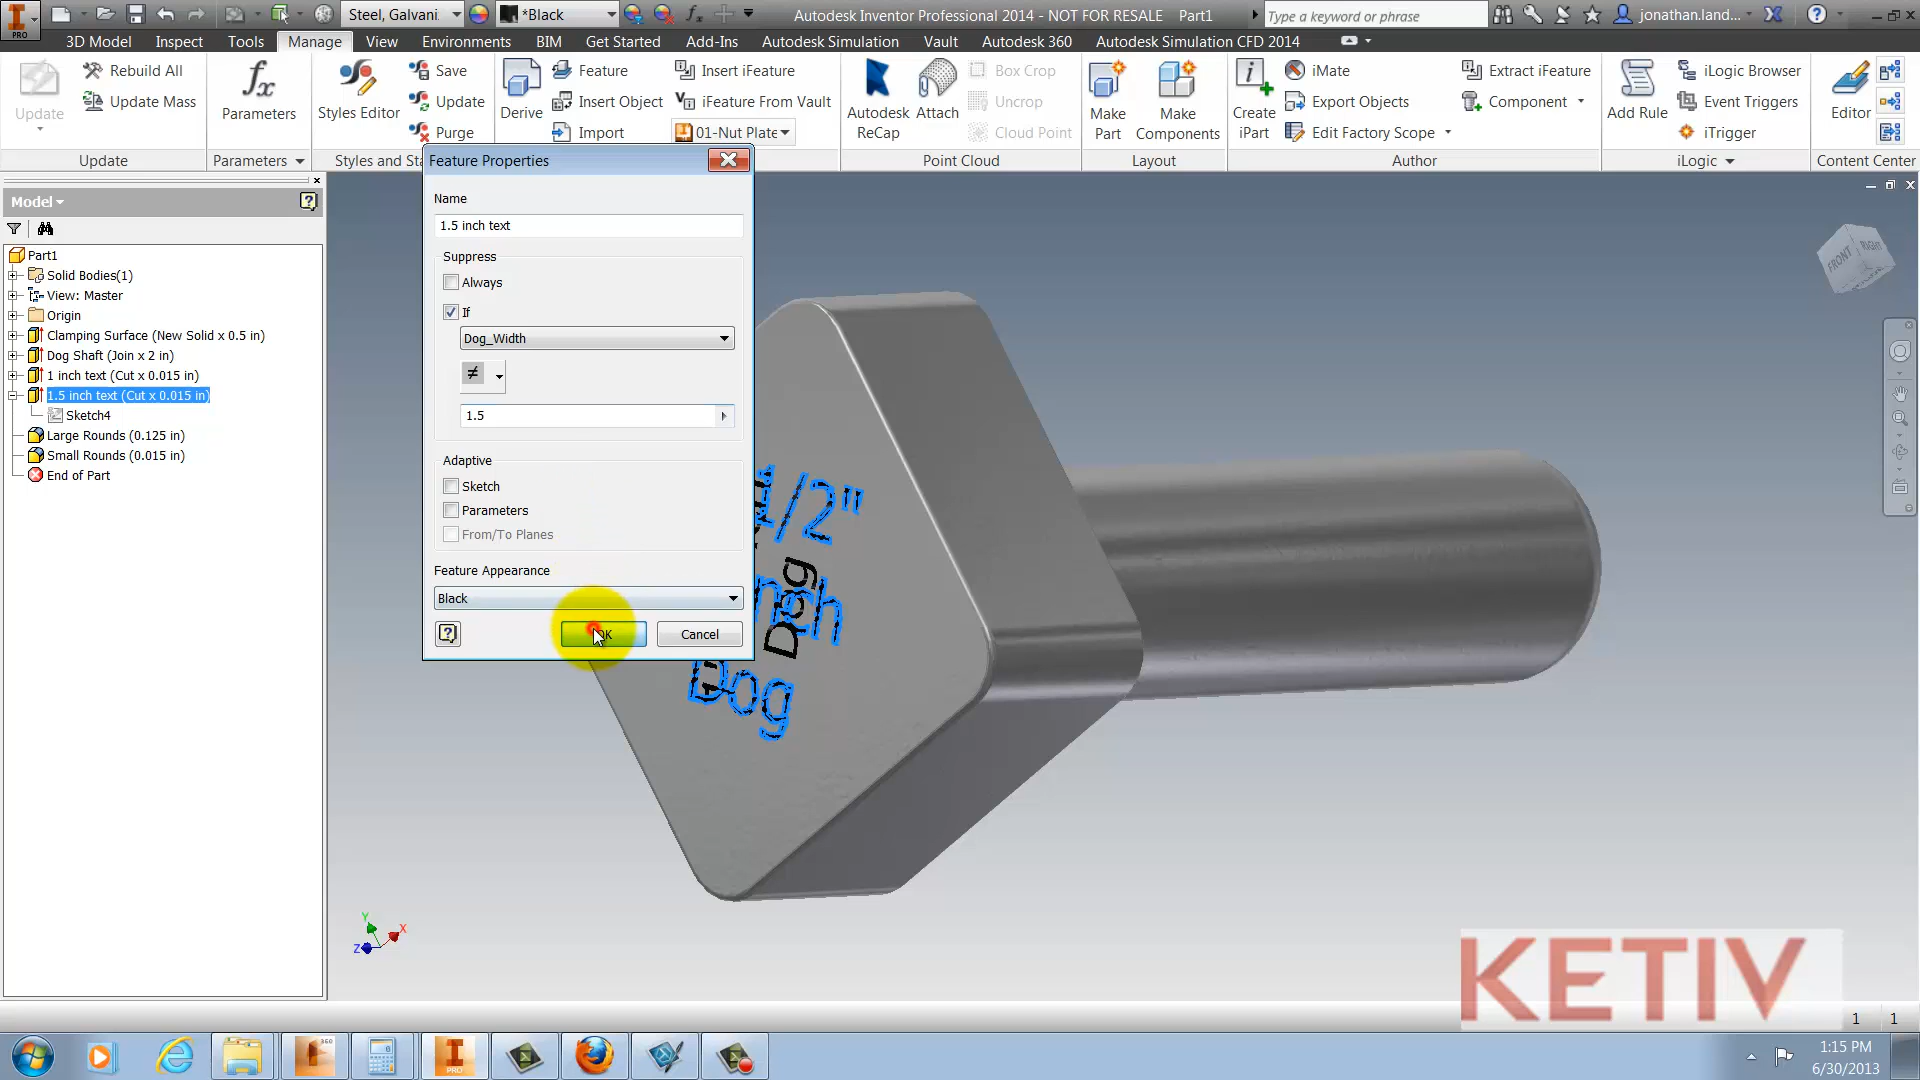 Steel, Galvani
*Black
Autodesk Inventor Professional 2014 - NOT FOR RESALE Part1
Type a keyword or phrase
jonathan.land...
PRO
3D Model Inspect Tools Manage View Environments BIM Get Started Add-Ins Autodesk Simulation Vault Autodesk 360 Autodesk Simulation CFD 2014
Update
Rebuild All
Update Mass
Update
fx
Parameters
Parameters
Styles Editor
Save
Update
Purge
Styles and Sta
Derive
Feature
Insert Object
Import
Insert iFeature
iFeature From Vault
01-Nut Plate
Autodesk
ReCap
Attach
Box Crop
Uncrop
Cloud Point
Point Cloud
Make
Part
Make
Components
Layout
Create
iPart
iMate
Export Objects
Edit Factory Scope
Extract iFeature
Component
Author
Add Rule
iLogic Browser
Event Triggers
iTrigger
iLogic
Editor
Content Center
Model
Part1
Solid Bodies(1)
View: Master
Origin
Clamping Surface (New Solid x 0.5 in)
Dog Shaft (Join x 2 in)
1 inch text (Cut x 0.015 in)
1.5 inch text (Cut x 0.015 in)
Sketch4
Large Rounds (0.125 in)
Small Rounds (0.015 in)
End of Part
Feature Properties
Name
1.5 inch text
Suppress
Always
If
Dog_Width
≠
1.5
Adaptive
Sketch
Parameters
From/To Planes
Feature Appearance
Black
OK
Cancel
1/2"
Dog
Dog
FRONT
RIGHT
Y
X
Z
KETIV
1 1
PRO
1:15 PM
6/30/2013